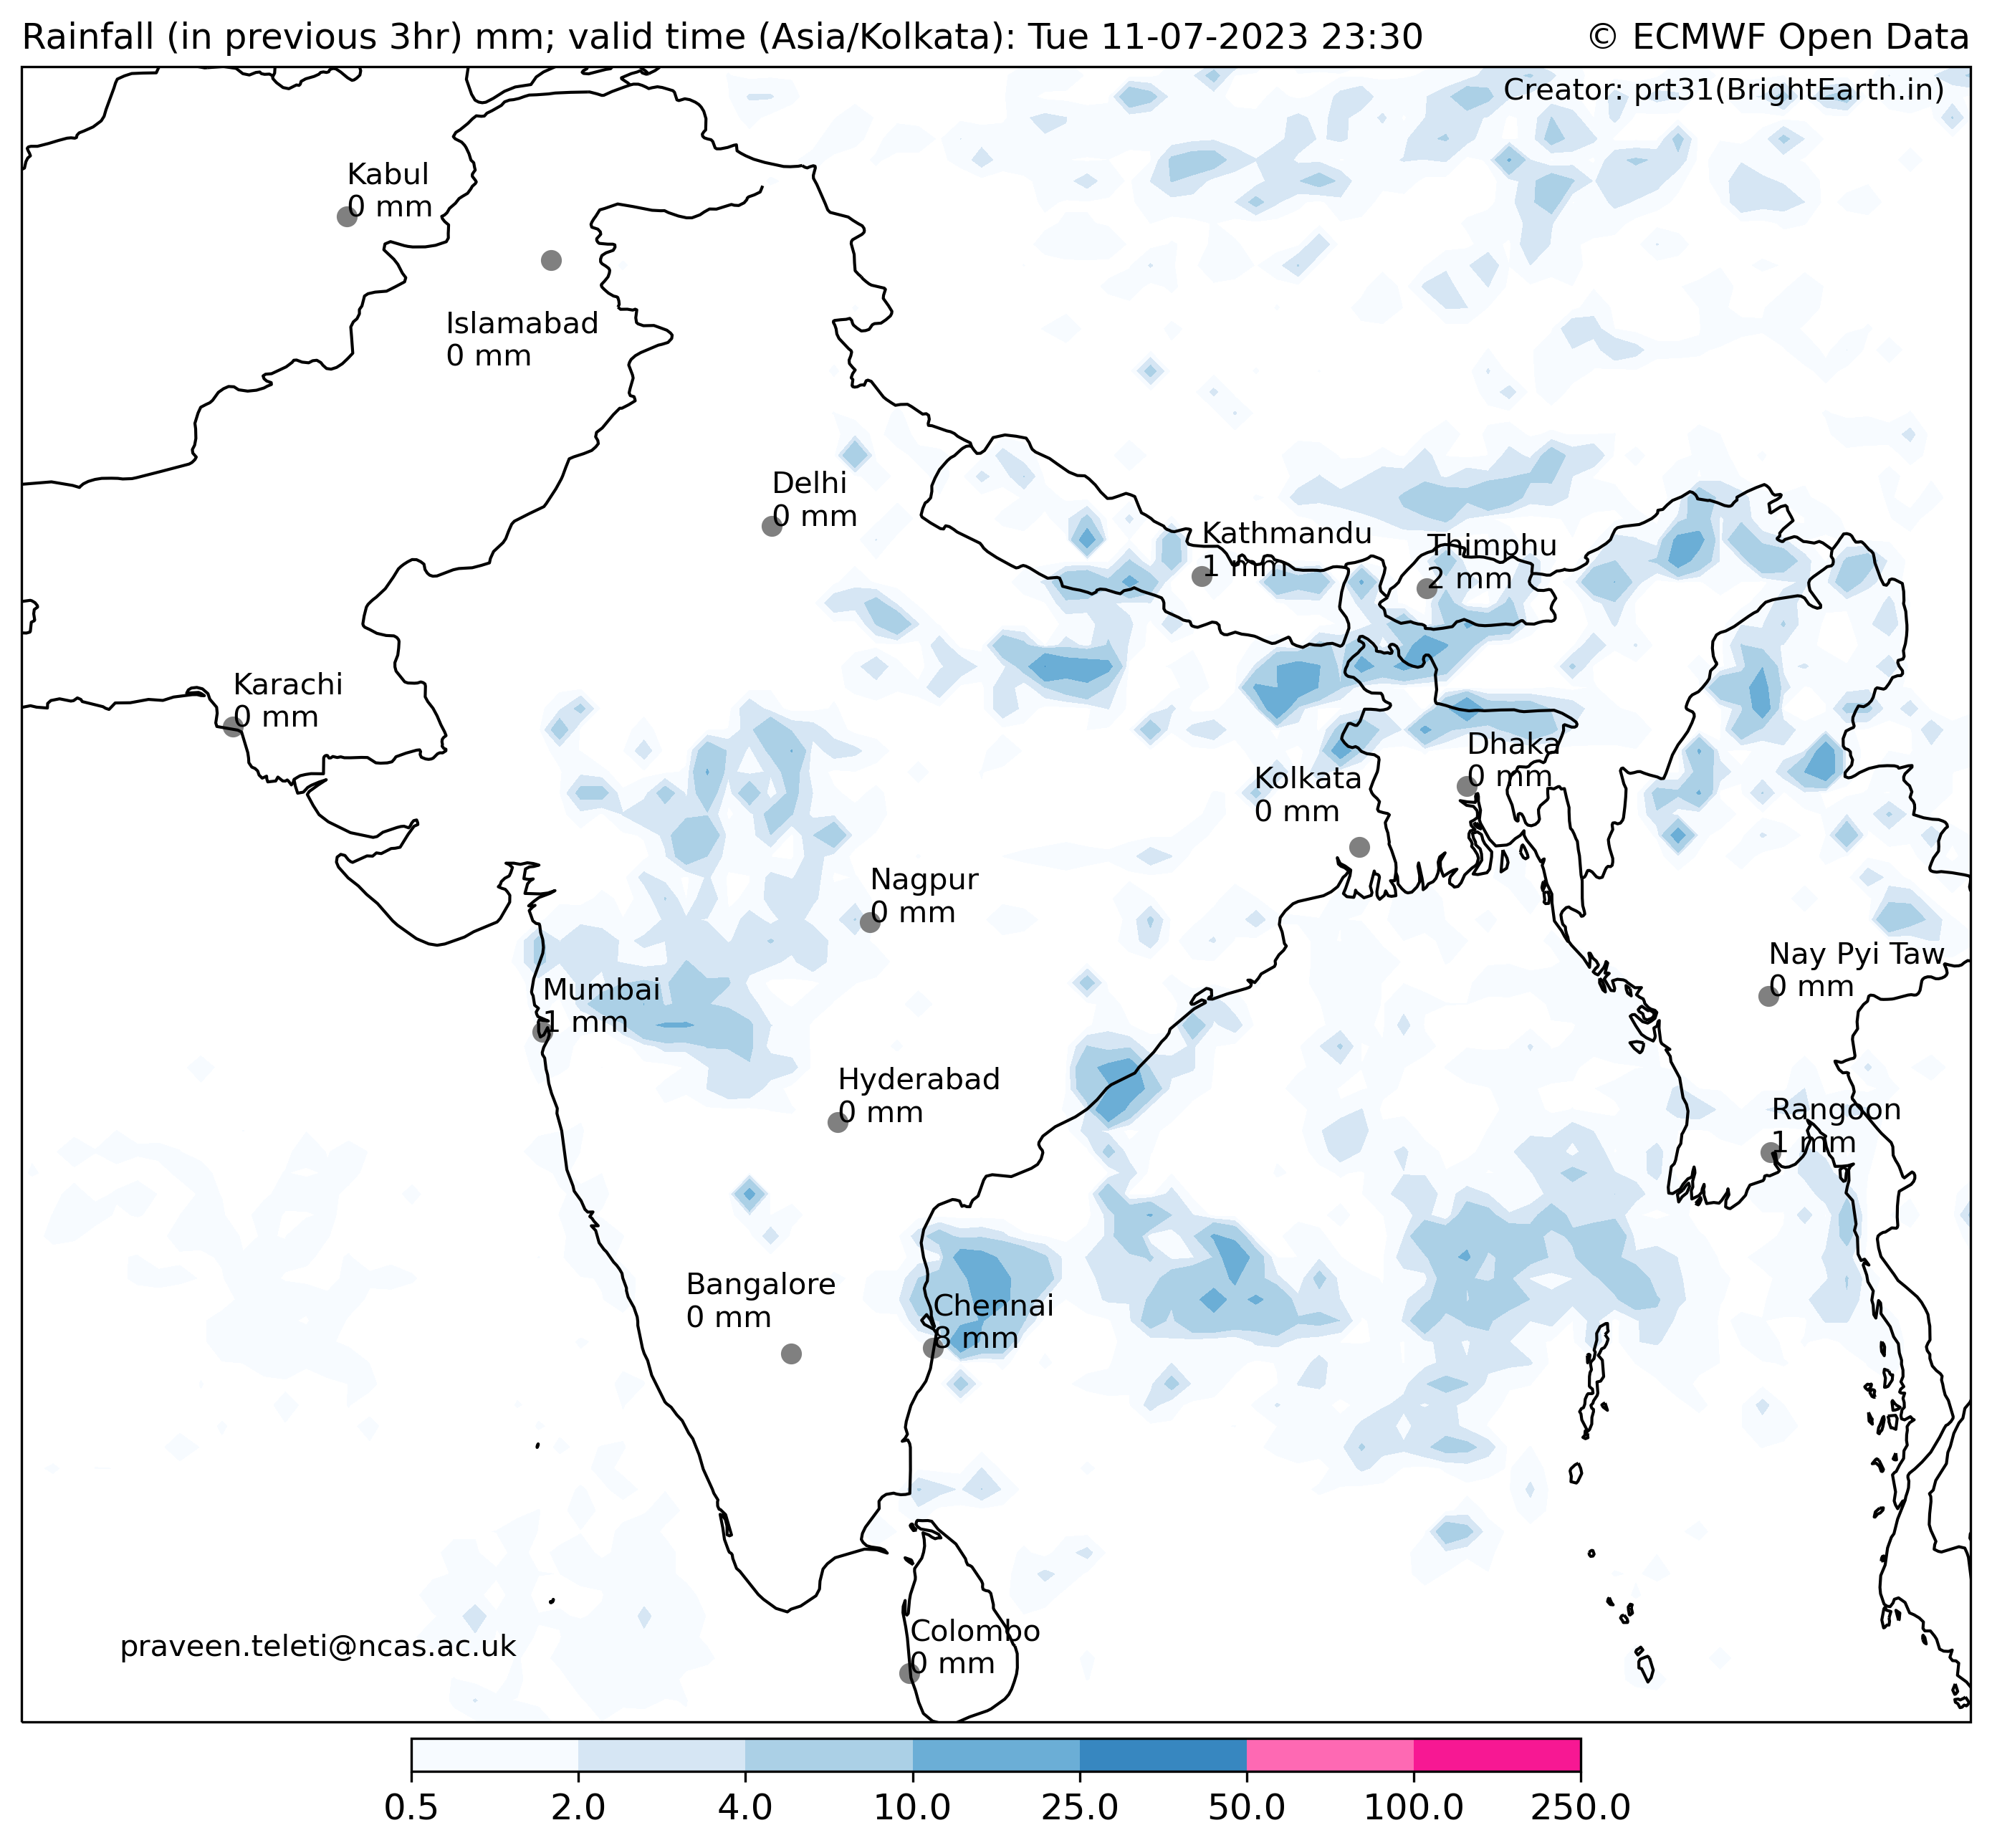 Rainfall (in previous 3hr) mm; valid time (Asia/Kolkata): Tue 11-07-2023 23:30
© ECMWF Open Data
Creator: prt31(BrightEarth.in)
Kabul
0 mm
Islamabad
0 mm
Delhi
0 mm
Kathmandu
1 mm
Thimphu
2 mm
Karachi
0 mm
Dhaka
0 mm
Kolkata
0 mm
Nagpur
0 mm
Nay Pyi Taw
0 mm
Mumbai
1 mm
Hyderabad
0 mm
Rangoon
1 mm
Bangalore
0 mm
Chennai
8 mm
Colombo
0 mm
praveen.teleti@ncas.ac.uk
0.5 2.0 4.0 10.0 25.0 50.0 100.0 250.0